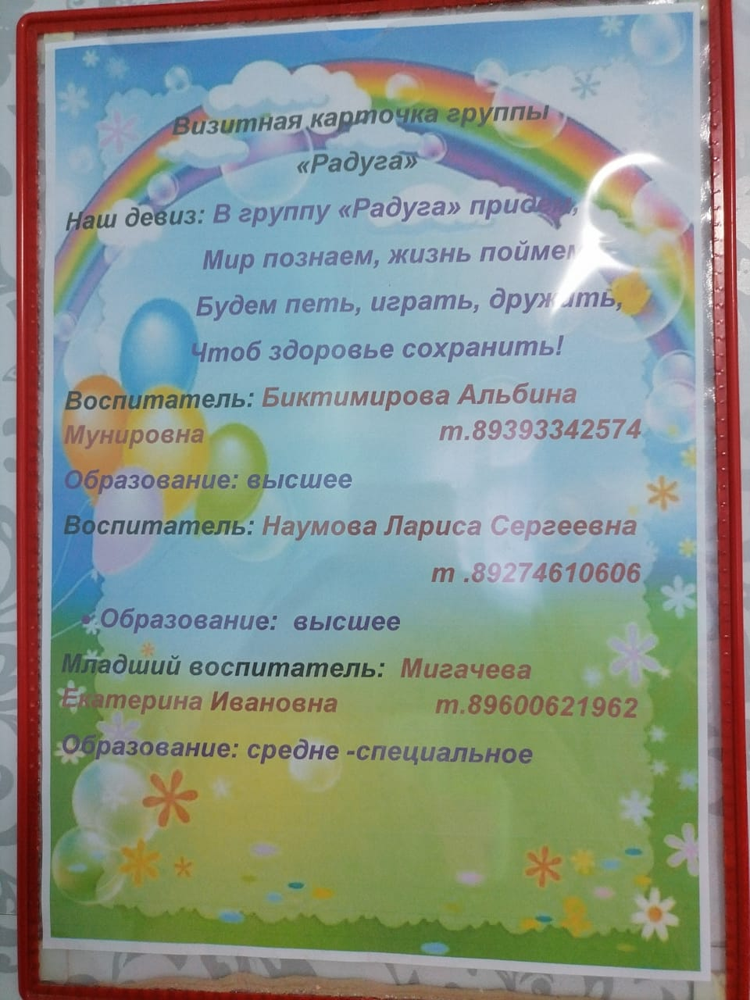 Визитная карточка группы
«Радуга»
Наш девиз: В группу «Радуга» придем,
Мир познаем, жизнь поймем
Будем петь, играть, дружить,
Чтоб здоровье сохранить!
Воспитатель: Биктимирова Альбина
Мунировна т.89393342574
Образование: высшее
Воспитатель: Наумова Лариса Сергеевна
т .89274610606
• Образование: высшее
Младший воспитатель: Мигачева
Екатерина Ивановна т.89600621962
Образование: средне -специальное